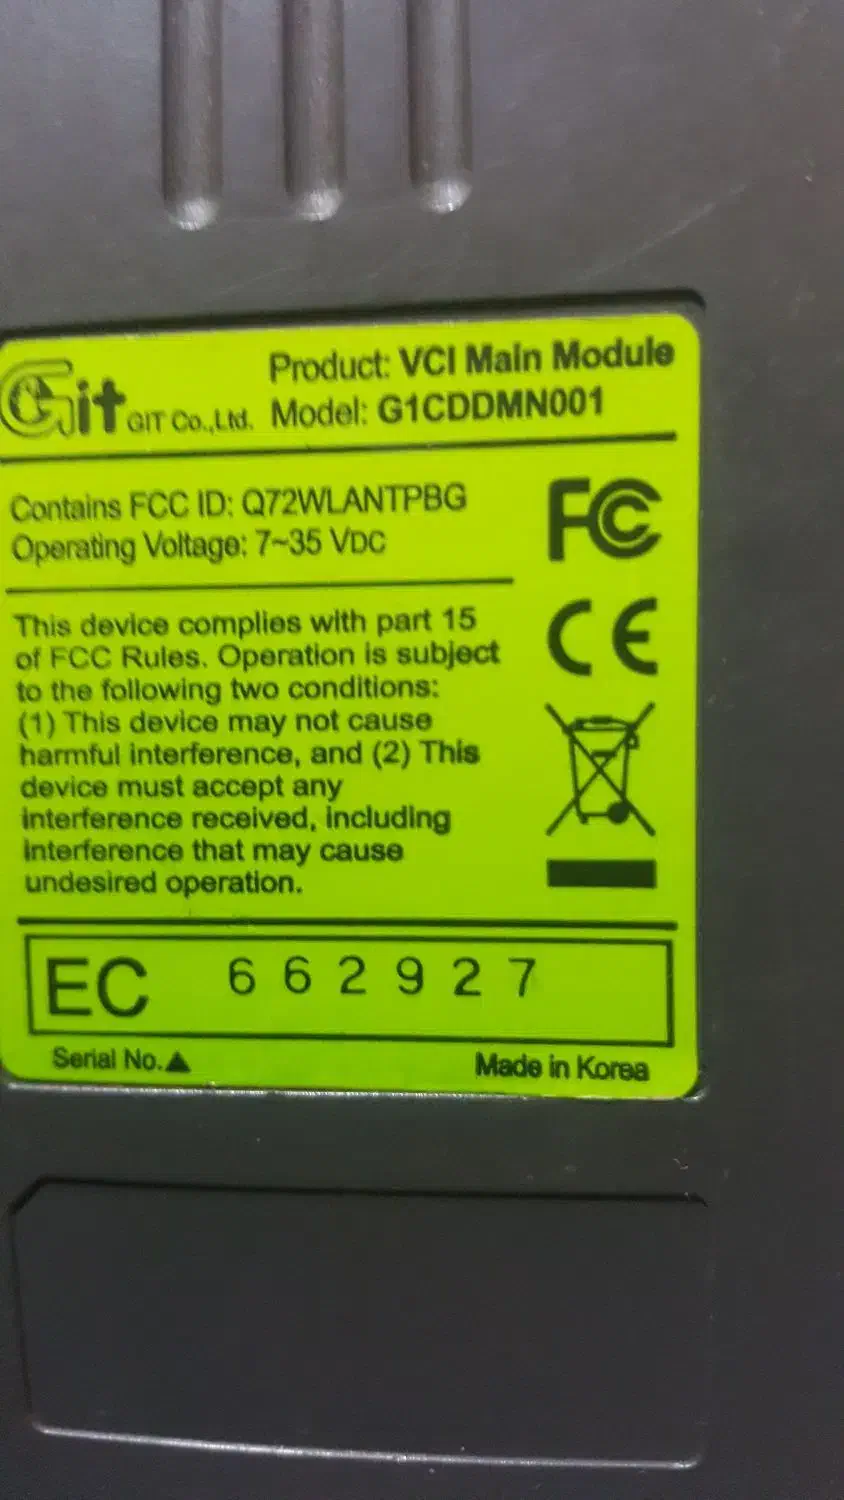 Git GIT Co.,Ltd.
Product: VCI Main Module
Model: G1CDDMN001
Contains FCC ID: Q72WLANTPBG
Operating Voltage: 7~35 VDC
FC
CE
This device complies with part 15
of FCC Rules. Operation is subject
to the following two conditions:
(1) This device may not cause
harmful interference, and (2) This
device must accept any
interference received, including
interference that may cause
undesired operation.
EC 662927
Serial No.▲
Made in Korea